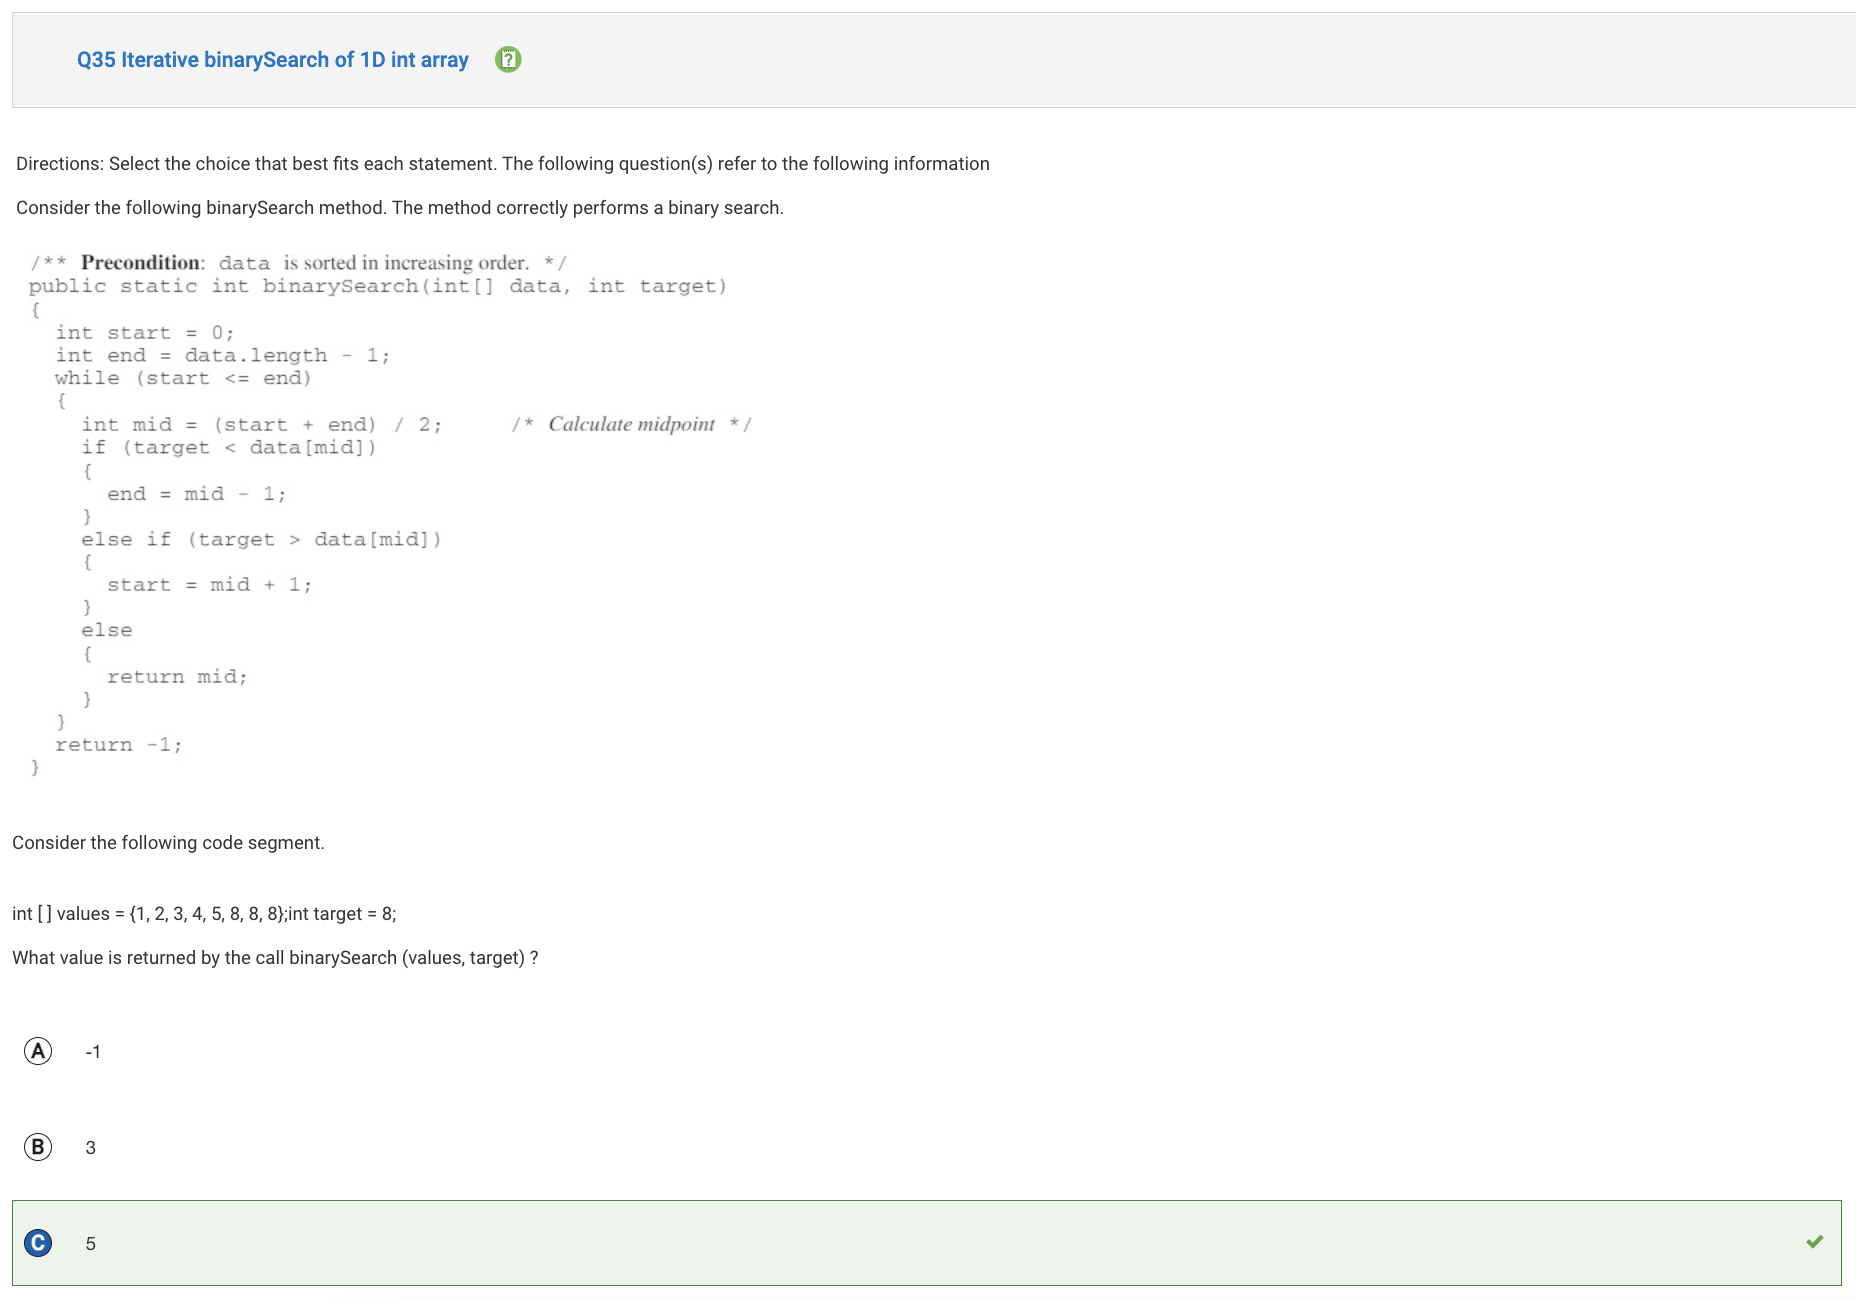 Q35 Iterative binarySearch of 1D int array
Directions: Select the choice that best fits each statement. The following question(s) refer to the following information
Consider the following binarySearch method. The method correctly performs a binary search.
/** Precondition: data is sorted in increasing order. */
public static int binarySearch(int[] data, int target)
{
int start = 0;
int end = data.length - 1;
while (start <= end)
{
int mid = (start + end) / 2; /* Calculate midpoint */
if (target < data[mid])
{
end = mid - 1;
}
else if (target > data[mid])
{
start = mid + 1;
}
else
{
return mid;
}
}
return -1;
}
Consider the following code segment.
int [ ] values = {1, 2, 3, 4, 5, 8, 8, 8};int target = 8;
What value is returned by the call binarySearch (values, target) ?
A -1
B 3
C 5